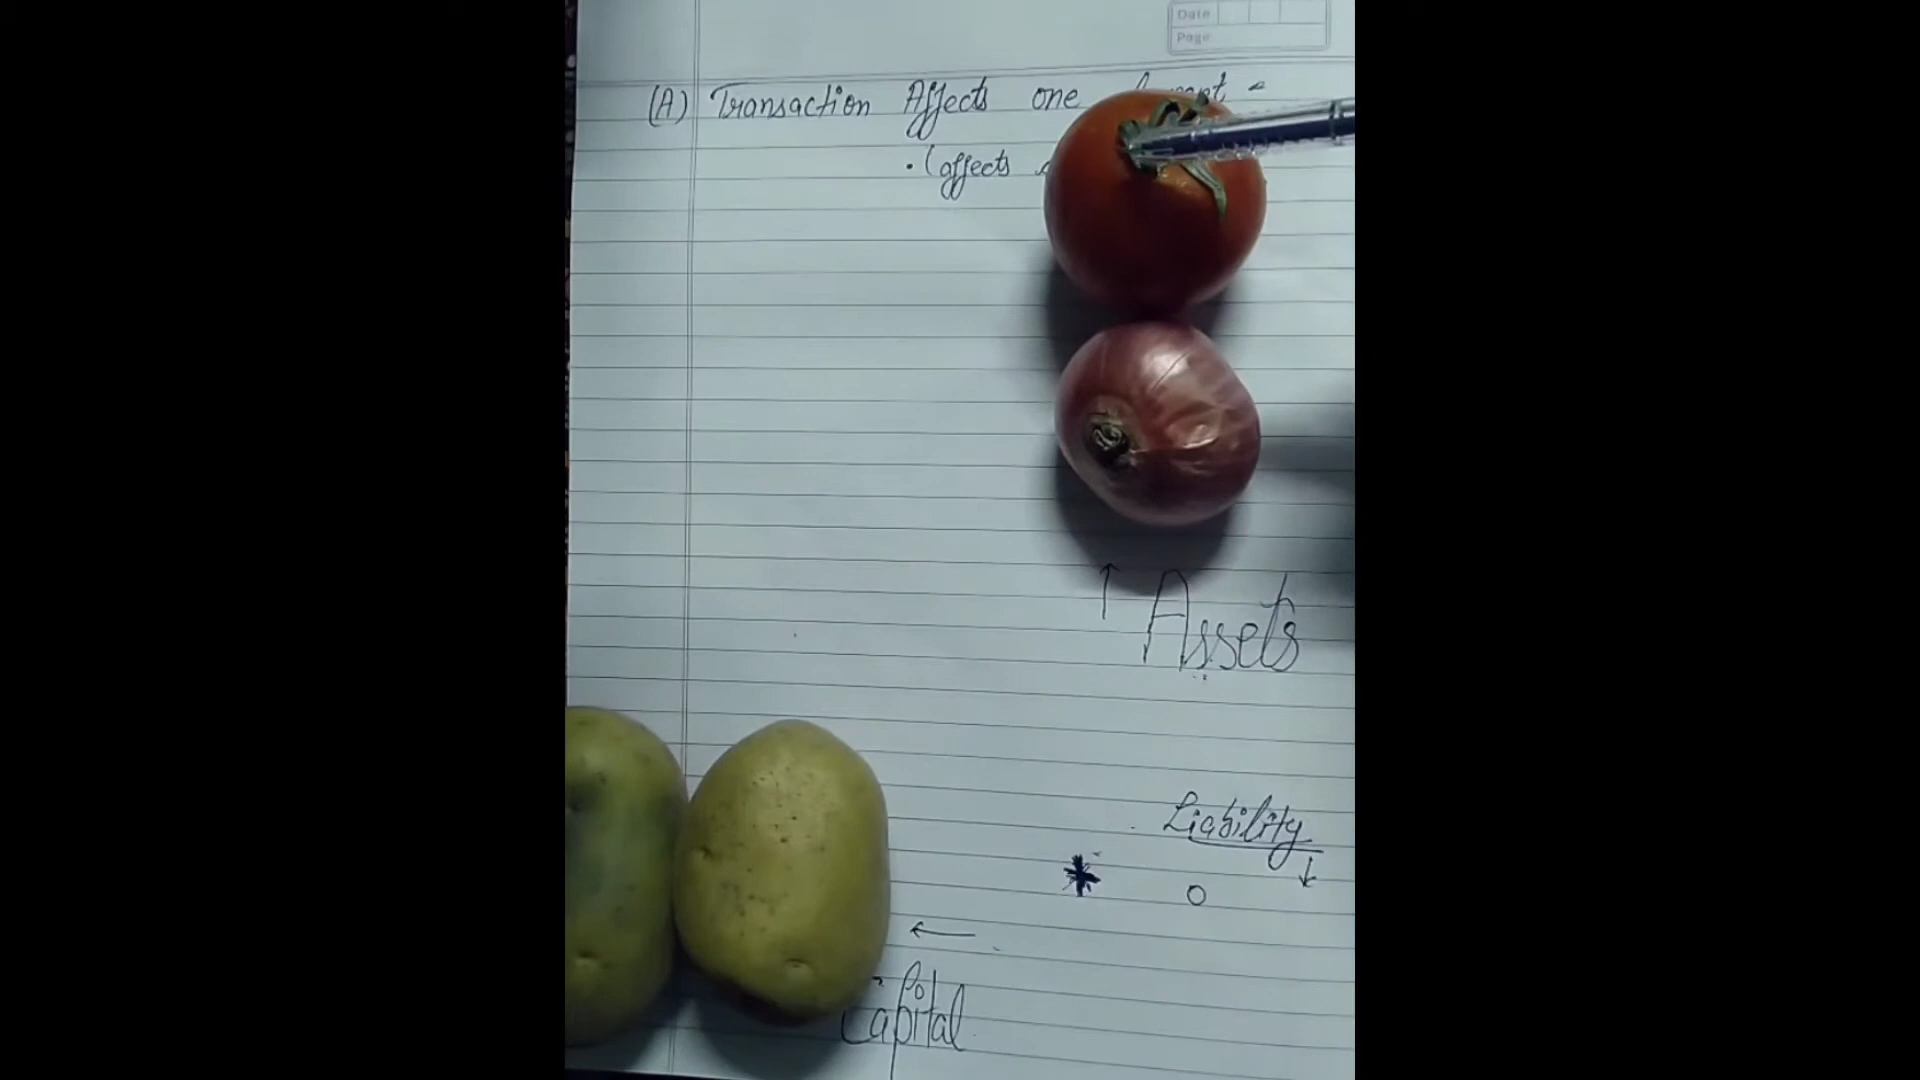 Date
Page
(A) Transaction Affects one
(affects
Assets
Liability
Capital